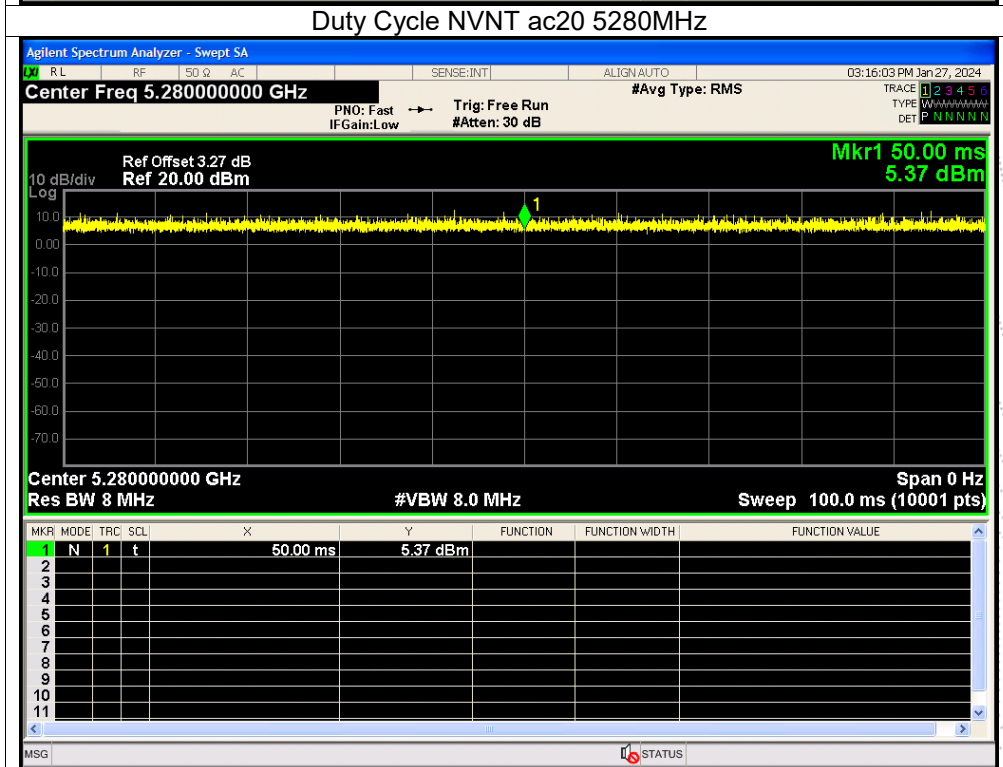 Duty Cycle NVNT ac20 5280MHz
Agilent Spectrum Analyzer - Swept SA
LXI RL RF 50 Ω AC SENSE:INT ALIGN AUTO 03:16:03 PM Jan 27, 2024
Center Freq 5.280000000 GHz #Avg Type: RMS TRACE 1 2 3 4 5 6
PNO: Fast Trig: Free Run TYPE WWWWWW
IFGain:Low #Atten: 30 dB DET P N N N N N
Mkr1 50.00 ms
Ref Offset 3.27 dB
10 dB/div Ref 20.00 dBm 5.37 dBm
Log
1
10.0
0.00
-10.0
-20.0
-30.0
-40.0
-50.0
-60.0
-70.0
Center 5.280000000 GHz Span 0 Hz
Res BW 8 MHz #VBW 8.0 MHz Sweep 100.0 ms (10001 pts)
MKR MODE TRC SCL X Y FUNCTION FUNCTION WIDTH FUNCTION VALUE
1 N 1 t 50.00 ms 5.37 dBm
2
3
4
5
6
7
8
9
10
11
MSG STATUS